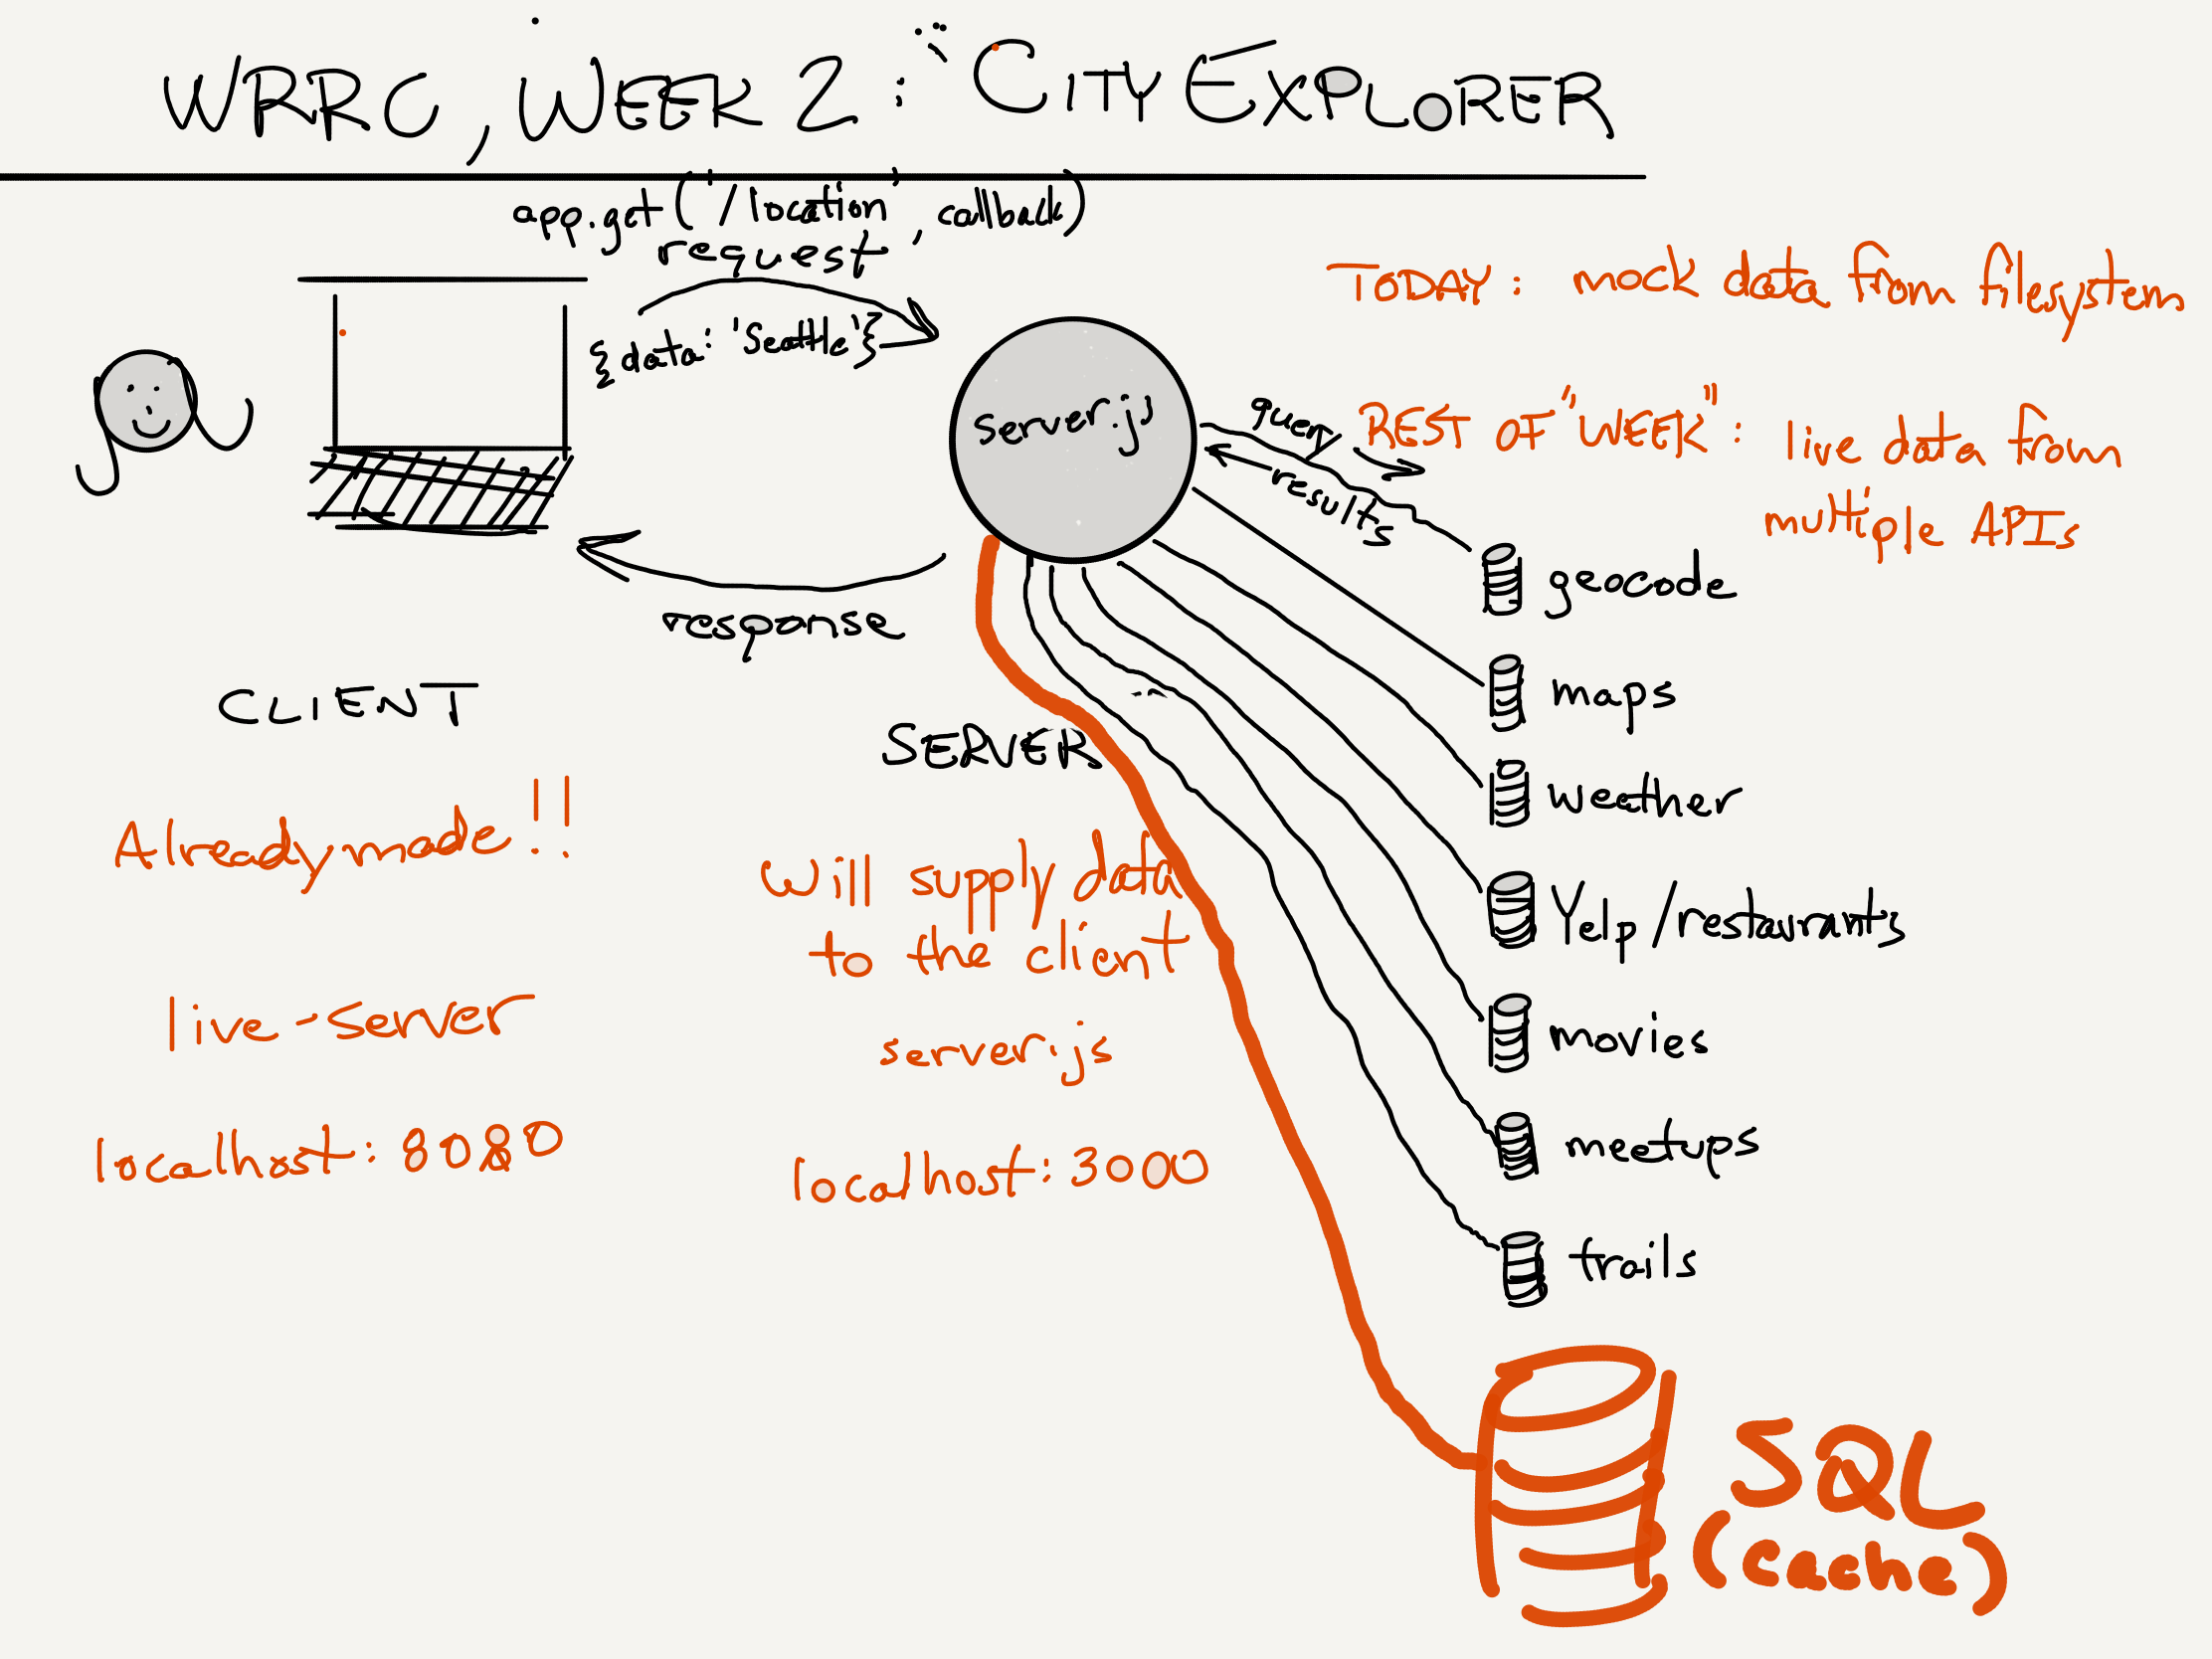 WRRC, WEEK 2: "CITY EXPLORER
app.get('/location', callback)
request
{data: 'seattle'}
server.js
response
query
results
TODAY: mock data from filesystem
REST OF "WEEK": live data from
multiple APIs
geocode
maps
weather
Yelp/restaurants
movies
meetups
trails
SQL
(cache)
CLIENT
Already made!!
live-server
localhost: 8080
SERVER
Will supply data
to the client
server.js
localhost: 3000